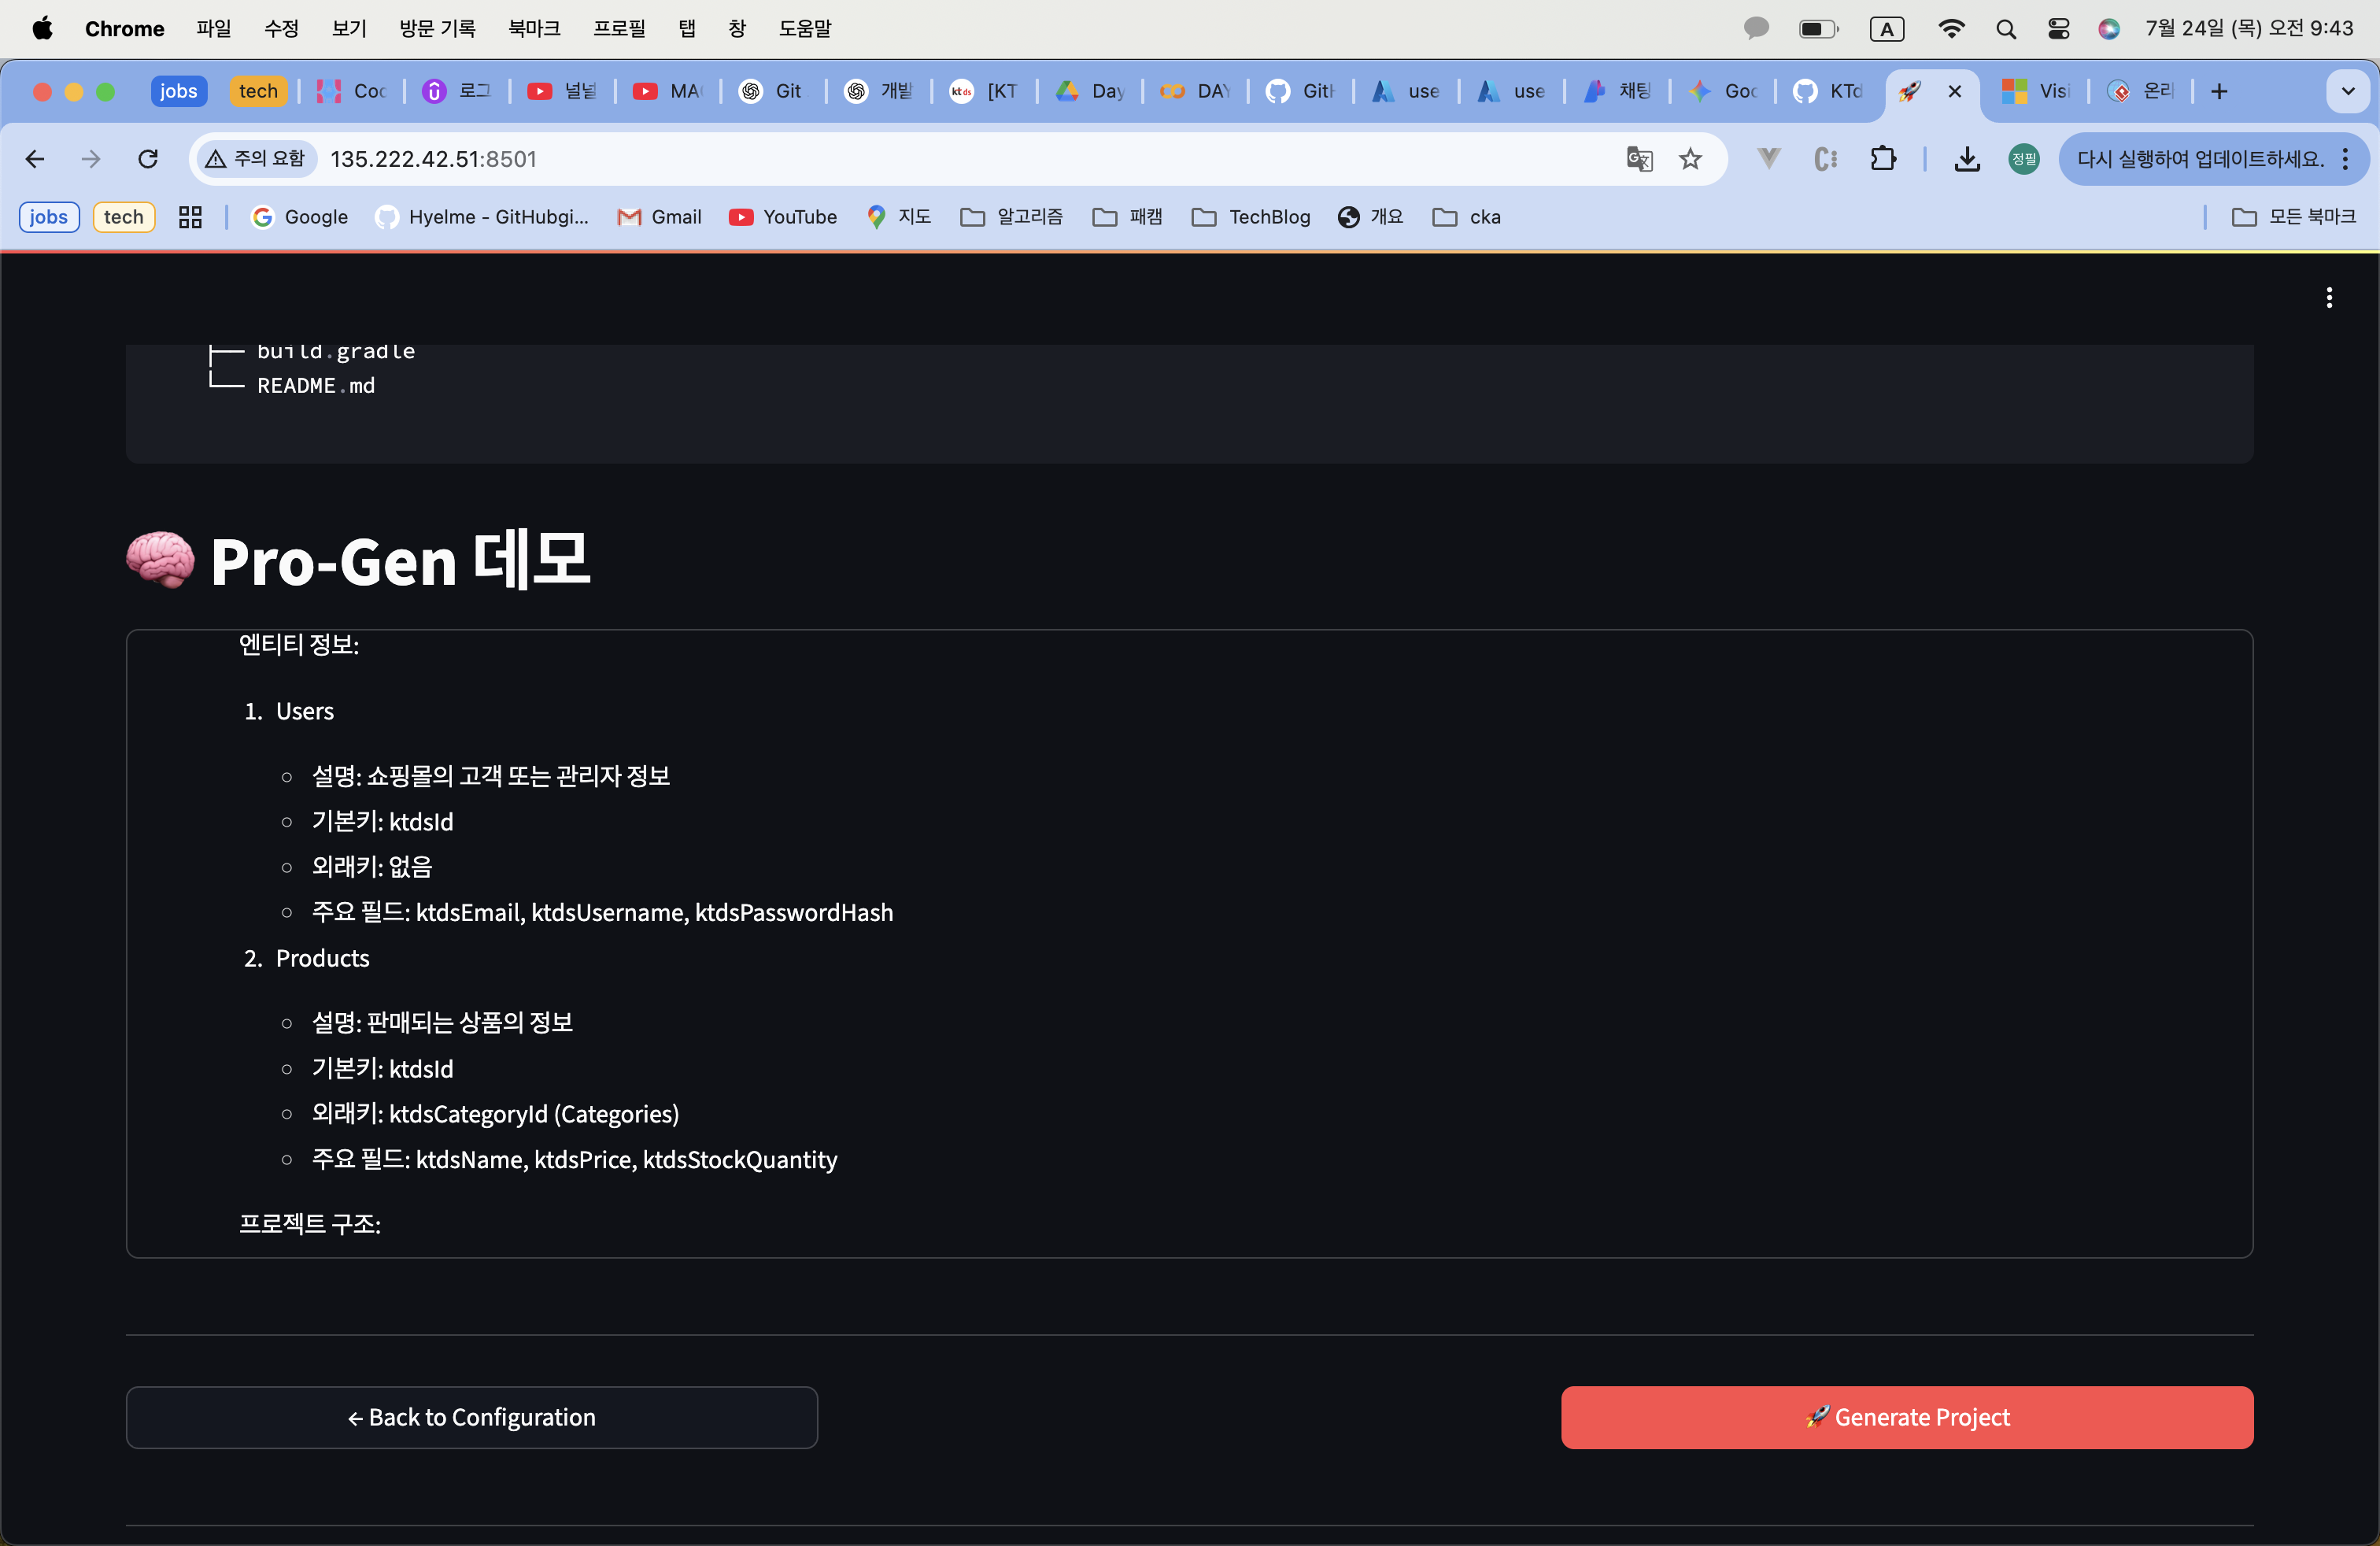 Chrome 파일 수정 보기 방문 기록 북마크 프로필 탭 창 도움말 A 7월 24일 (목) 오전 9:43
jobs tech Coc 로그 널널 MA Git 개발 kt ds [KT Day DAY GitH use use 채팅 Goo KTd Visi 온리
주의 요함 135.222.42.51:8501 정필 다시 실행하여 업데이트하세요.
jobs tech Google Hyelme - GitHubgi... Gmail YouTube 지도 알고리즘 패캠 TechBlog 개요 cka 모든 북마크
├── build.gradle
└── README.md
🧠 Pro-Gen 데모
엔티티 정보:
1. Users
○ 설명: 쇼핑몰의 고객 또는 관리자 정보
○ 기본키: ktdsId
○ 외래키: 없음
○ 주요 필드: ktdsEmail, ktdsUsername, ktdsPasswordHash
2. Products
○ 설명: 판매되는 상품의 정보
○ 기본키: ktdsId
○ 외래키: ktdsCategoryId (Categories)
○ 주요 필드: ktdsName, ktdsPrice, ktdsStockQuantity
프로젝트 구조:
← Back to Configuration 🚀 Generate Project